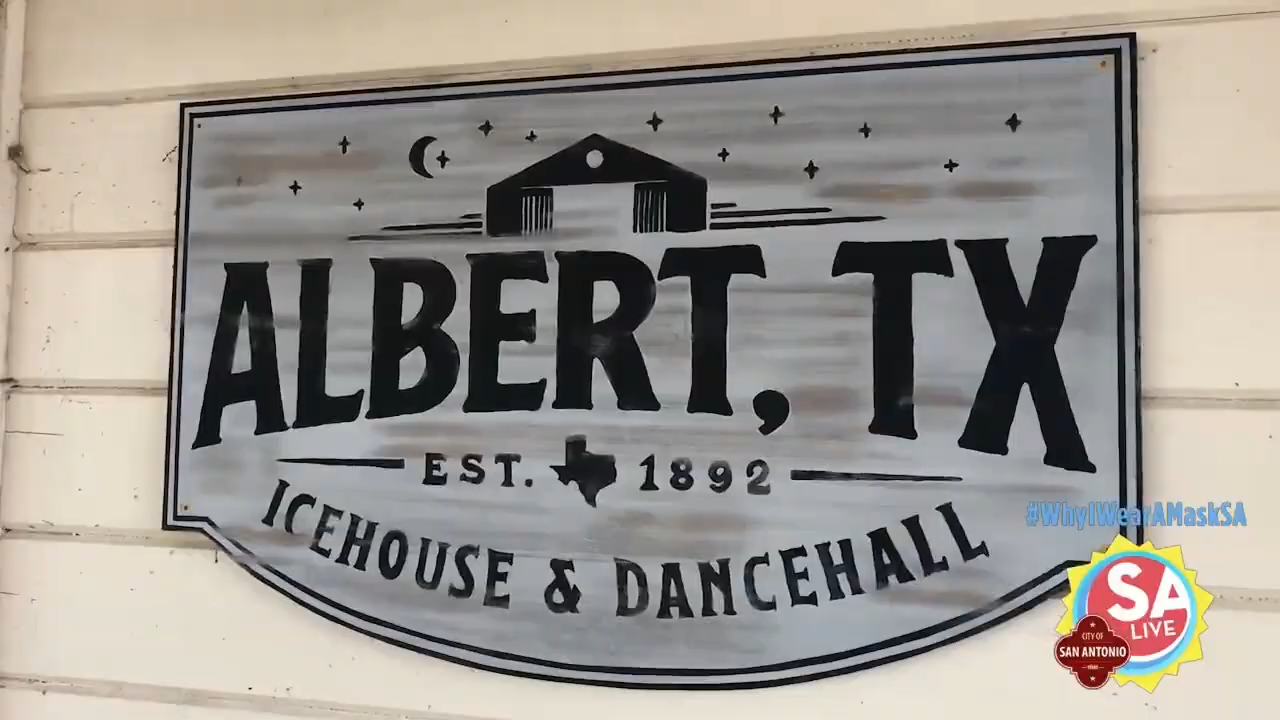 ALBERT, TX
EST. 1892
ICEHOUSE & DANCEHALL
#WhyIWearAMaskSA
SA
LIVE
CITY OF
SAN ANTONIO